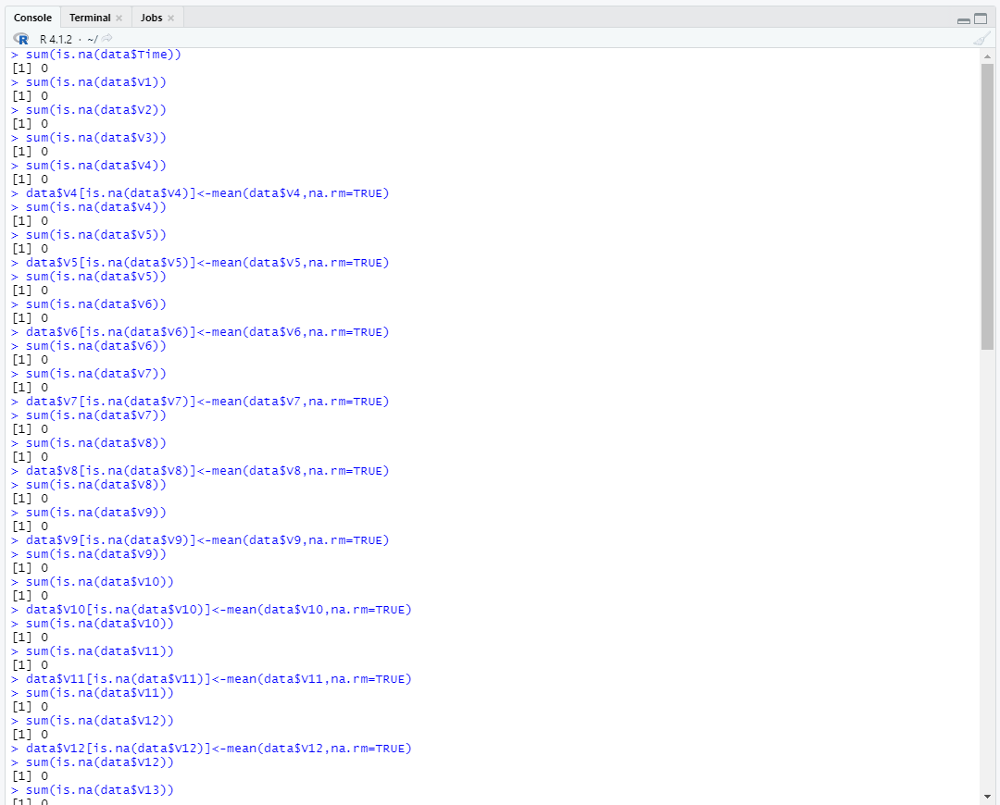 Console Terminal Jobs
R R 4.1.2 · ~/
> sum(is.na(data$Time))
[1] 0
> sum(is.na(data$V1))
[1] 0
> sum(is.na(data$V2))
[1] 0
> sum(is.na(data$V3))
[1] 0
> sum(is.na(data$V4))
[1] 0
> data$V4[is.na(data$V4)]<-mean(data$V4,na.rm=TRUE)
> sum(is.na(data$V4))
[1] 0
> sum(is.na(data$V5))
[1] 0
> data$V5[is.na(data$V5)]<-mean(data$V5,na.rm=TRUE)
> sum(is.na(data$V5))
[1] 0
> sum(is.na(data$V6))
[1] 0
> data$V6[is.na(data$V6)]<-mean(data$V6,na.rm=TRUE)
> sum(is.na(data$V6))
[1] 0
> sum(is.na(data$V7))
[1] 0
> data$V7[is.na(data$V7)]<-mean(data$V7,na.rm=TRUE)
> sum(is.na(data$V7))
[1] 0
> sum(is.na(data$V8))
[1] 0
> data$V8[is.na(data$V8)]<-mean(data$V8,na.rm=TRUE)
> sum(is.na(data$V8))
[1] 0
> sum(is.na(data$V9))
[1] 0
> data$V9[is.na(data$V9)]<-mean(data$V9,na.rm=TRUE)
> sum(is.na(data$V9))
[1] 0
> sum(is.na(data$V10))
[1] 0
> data$V10[is.na(data$V10)]<-mean(data$V10,na.rm=TRUE)
> sum(is.na(data$V10))
[1] 0
> sum(is.na(data$V11))
[1] 0
> data$V11[is.na(data$V11)]<-mean(data$V11,na.rm=TRUE)
> sum(is.na(data$V11))
[1] 0
> sum(is.na(data$V12))
[1] 0
> data$V12[is.na(data$V12)]<-mean(data$V12,na.rm=TRUE)
> sum(is.na(data$V12))
[1] 0
> sum(is.na(data$V13))
[1] 0